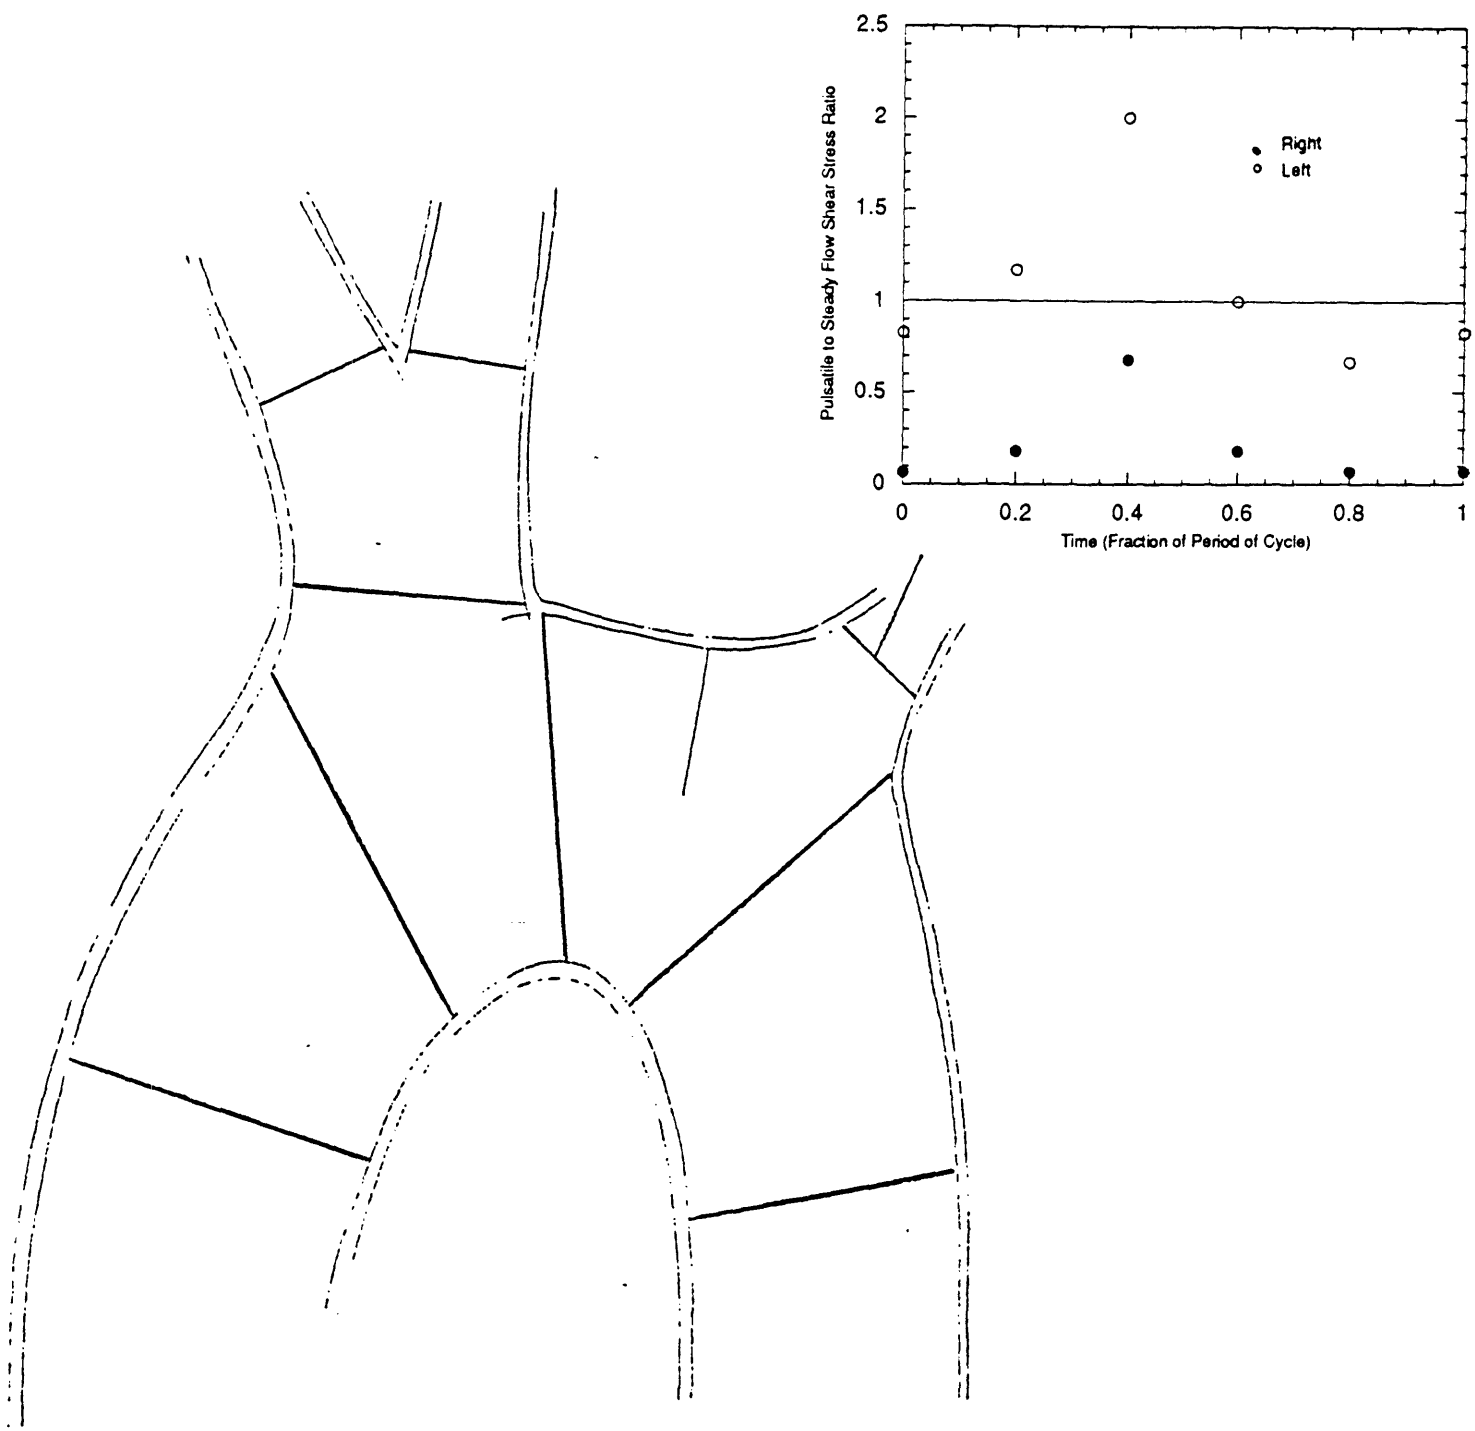 2.5
2
1.5
1
0.5
0
Pulsatile to Steady Flow Shear Stress Ratio
Right
Left
0 0.2 0.4 0.6 0.8 1
Time (Fraction of Period of Cycle)